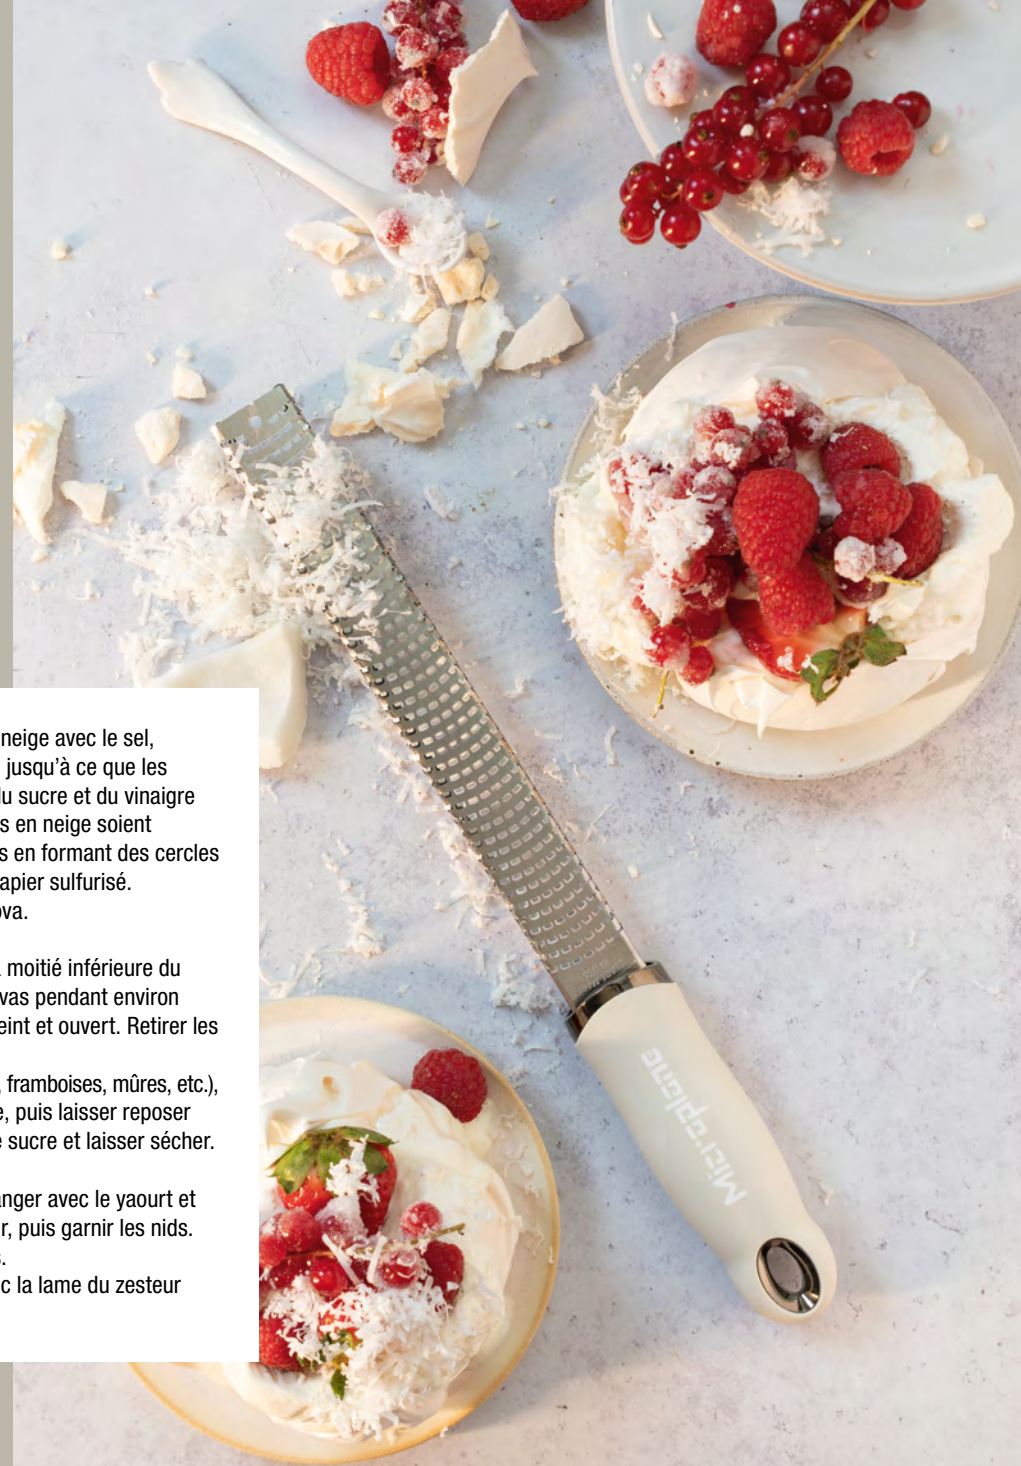 neige avec le sel,
jusqu’à ce que les
du sucre et du vinaigre
s en neige soient
s en formant des cercles
apier sulfurisé.
ova.
moitié inférieure du
vas pendant environ
eint et ouvert. Retirer les
, framboises, mûres, etc.),
e, puis laisser reposer
e sucre et laisser sécher.
anger avec le yaourt et
r, puis garnir les nids.
s.
c la lame du zesteur
Microplane